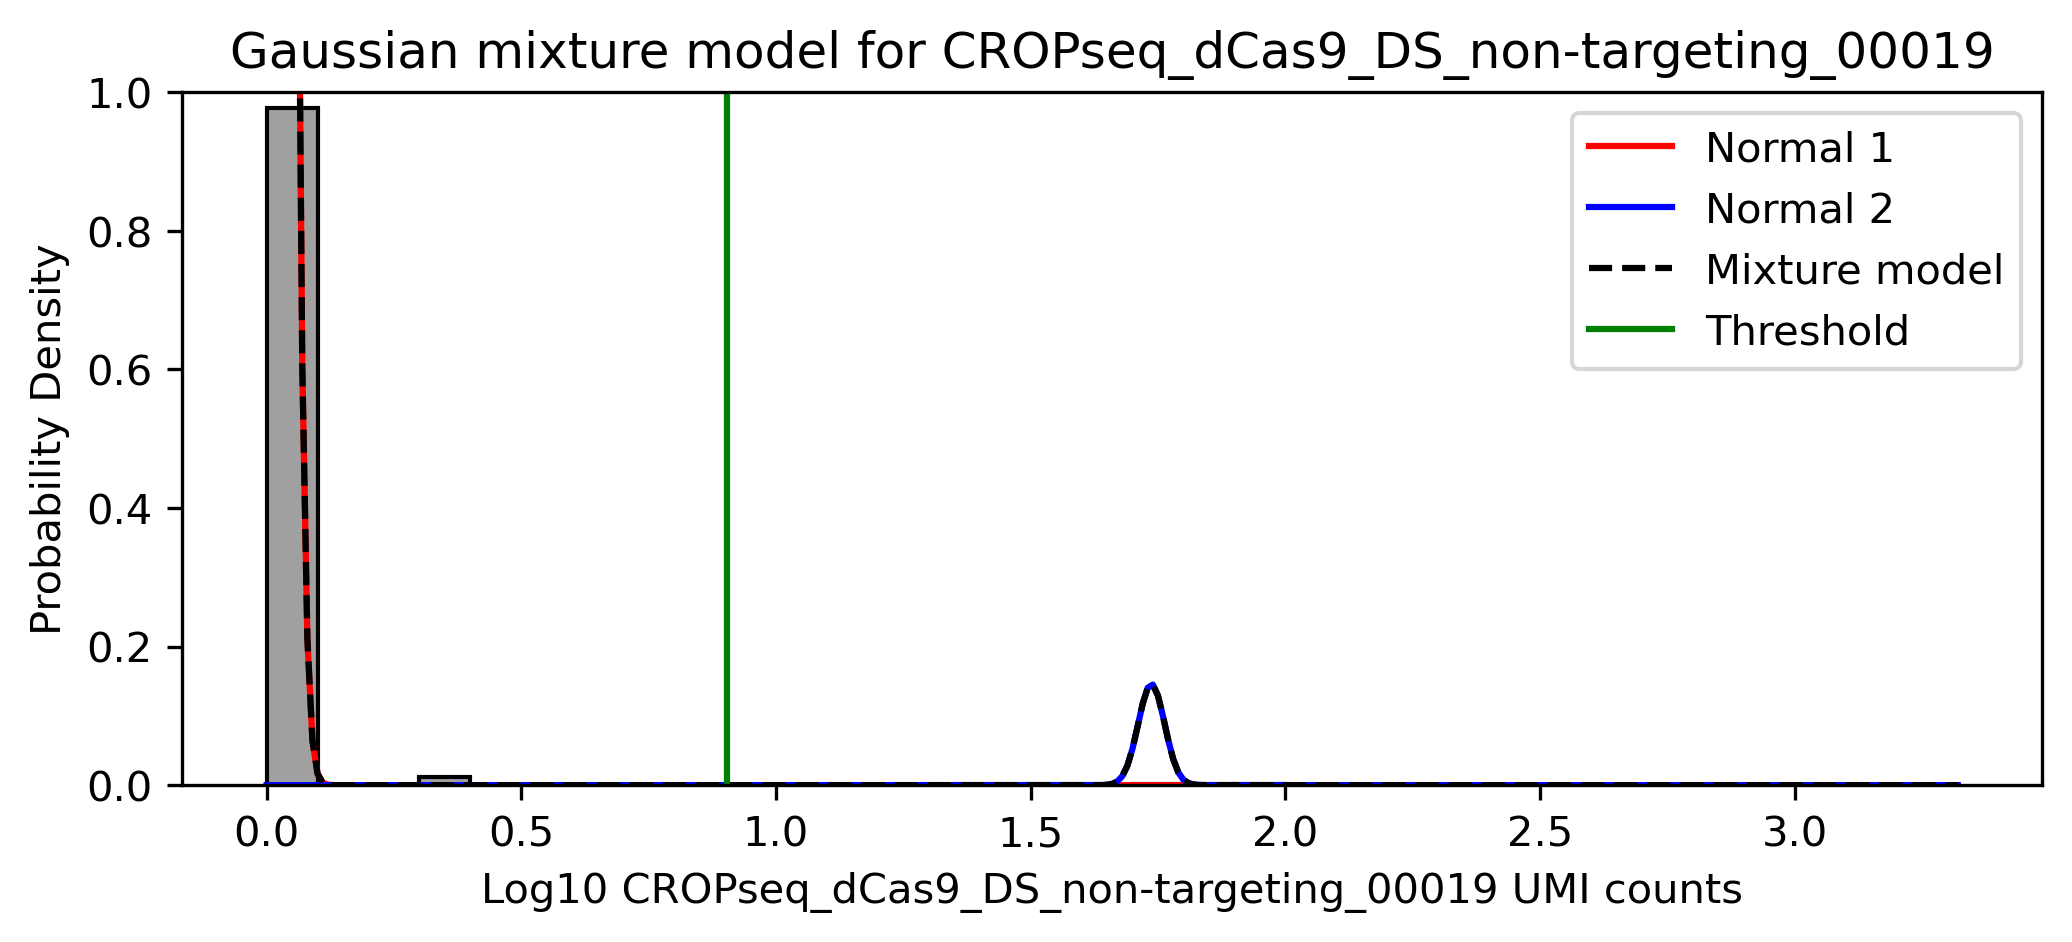 Gaussian mixture model for CROPseq_dCas9_DS_non-targeting_00019
Probability Density
1.0
0.8
0.6
0.4
0.2
0.0
Normal 1
Normal 2
Mixture model
Threshold
0.0 0.5 1.0 1.5 2.0 2.5 3.0
Log10 CROPseq_dCas9_DS_non-targeting_00019 UMI counts